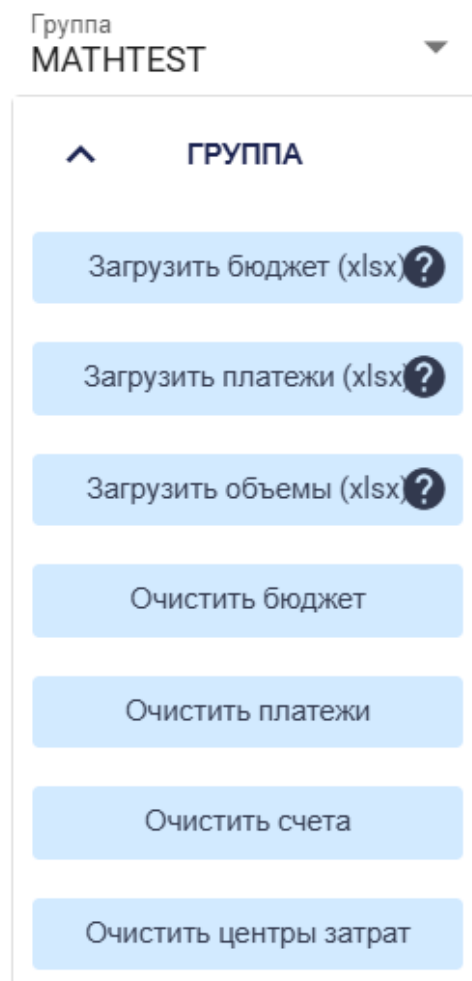 Группа
MATHTEST
ГРУППА
Загрузить бюджет (xlsx) ?
Загрузить платежи (xlsx) ?
Загрузить объемы (xlsx) ?
Очистить бюджет
Очистить платежи
Очистить счета
Очистить центры затрат